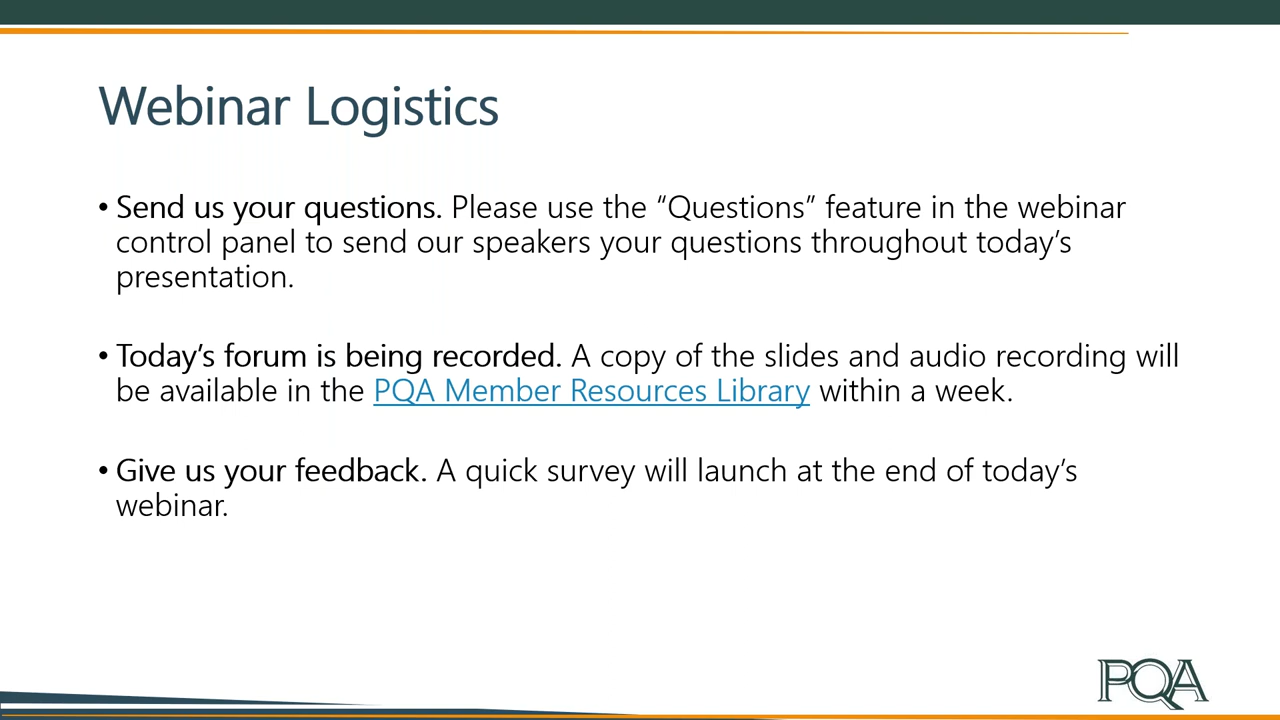 Webinar Logistics
• Send us your questions. Please use the “Questions” feature in the webinar
control panel to send our speakers your questions throughout today’s
presentation.
• Today’s forum is being recorded. A copy of the slides and audio recording will
be available in the PQA Member Resources Library within a week.
• Give us your feedback. A quick survey will launch at the end of today’s
webinar.
PQA